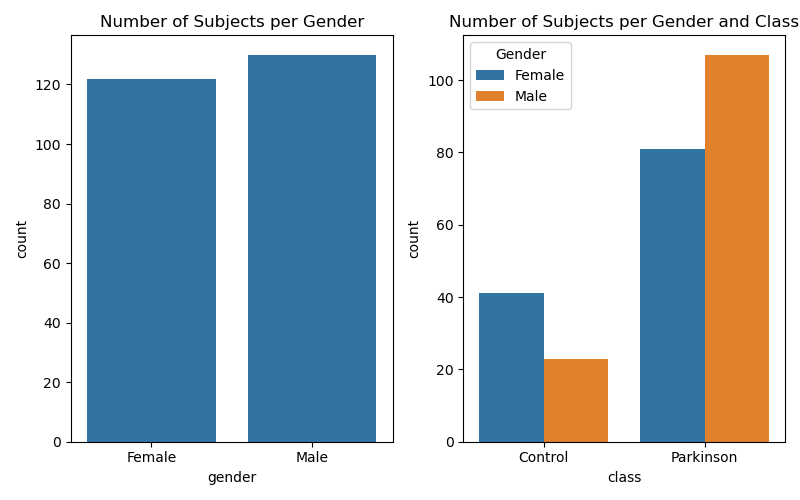 Number of Subjects per Gender
count
120
100
80
60
40
20
0
Female
Male
gender
Number of Subjects per Gender and Class
Gender
Female
Male
count
100
80
60
40
20
0
Control
Parkinson
class